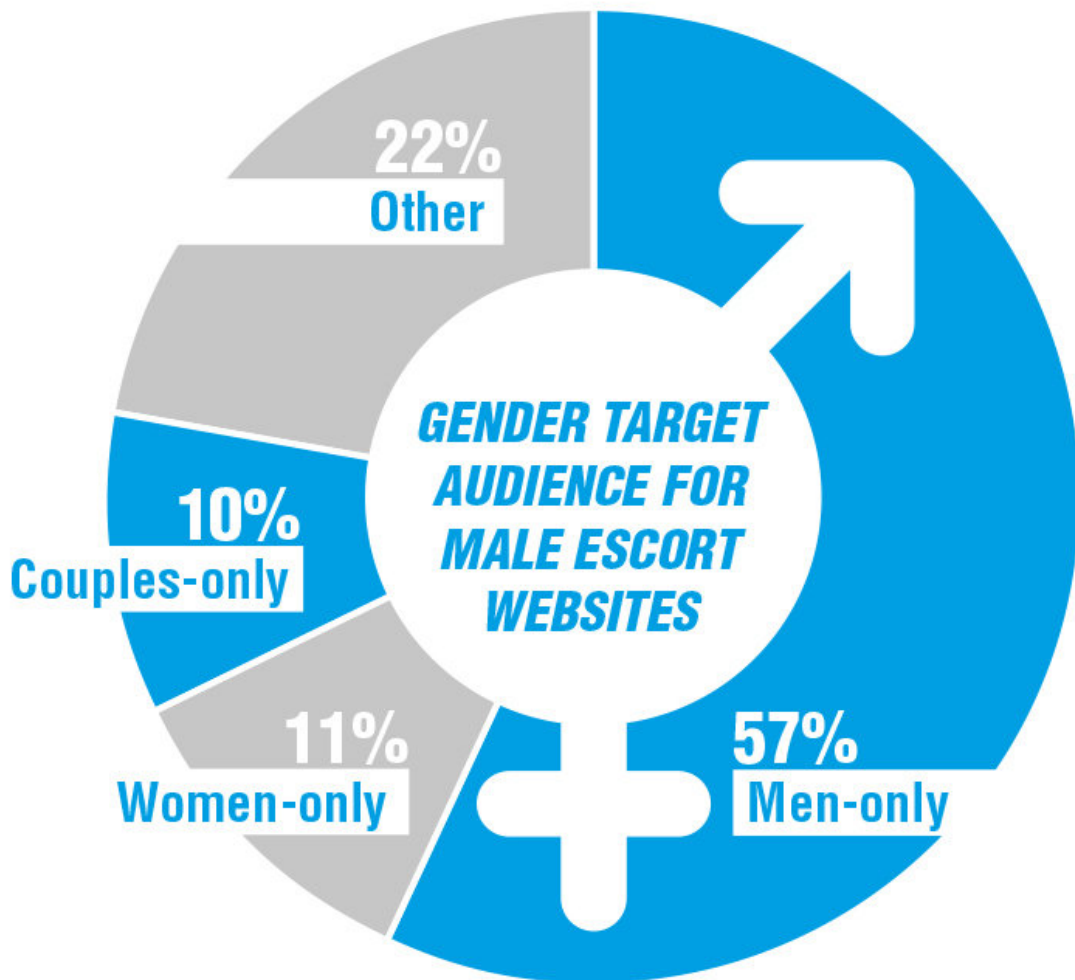 22%
Other
GENDER TARGET
AUDIENCE FOR
MALE ESCORT
WEBSITES
10%
Couples-only
11%
Women-only
57%
Men-only